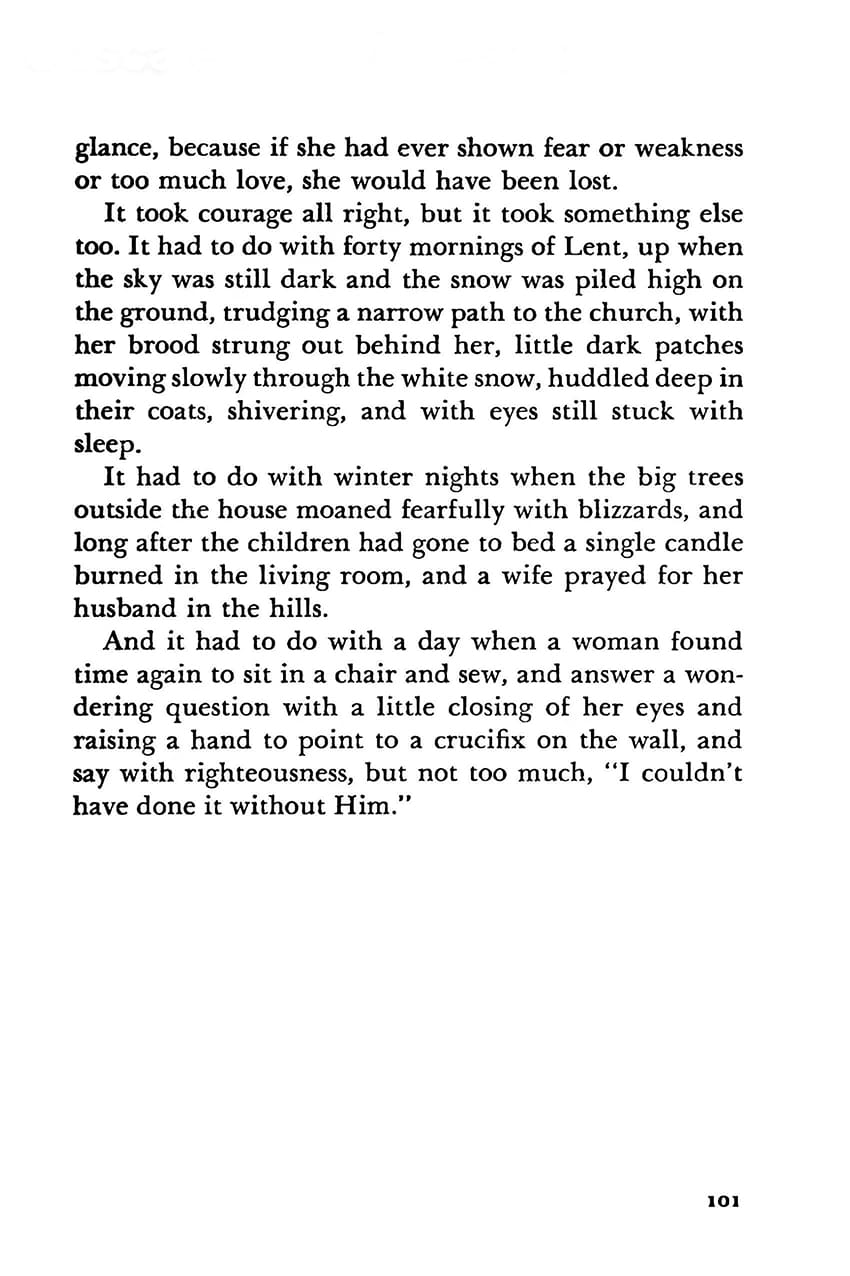 glance, because if she had ever shown fear or weakness
or too much love, she would have been lost.
It took courage all right, but it took something else
too. It had to do with forty mornings of Lent, up when
the sky was still dark and the snow was piled high on
the ground, trudging a narrow path to the church, with
her brood strung out behind her, little dark patches
moving slowly through the white snow, huddled deep in
their coats, shivering, and with eyes still stuck with
sleep.
It had to do with winter nights when the big trees
outside the house moaned fearfully with blizzards, and
long after the children had gone to bed a single candle
burned in the living room, and a wife prayed for her
husband in the hills.
And it had to do with a day when a woman found
time again to sit in a chair and sew, and answer a won-
dering question with a little closing of her eyes and
raising a hand to point to a crucifix on the wall, and
say with righteousness, but not too much, "I couldn't
have done it without Him."
101